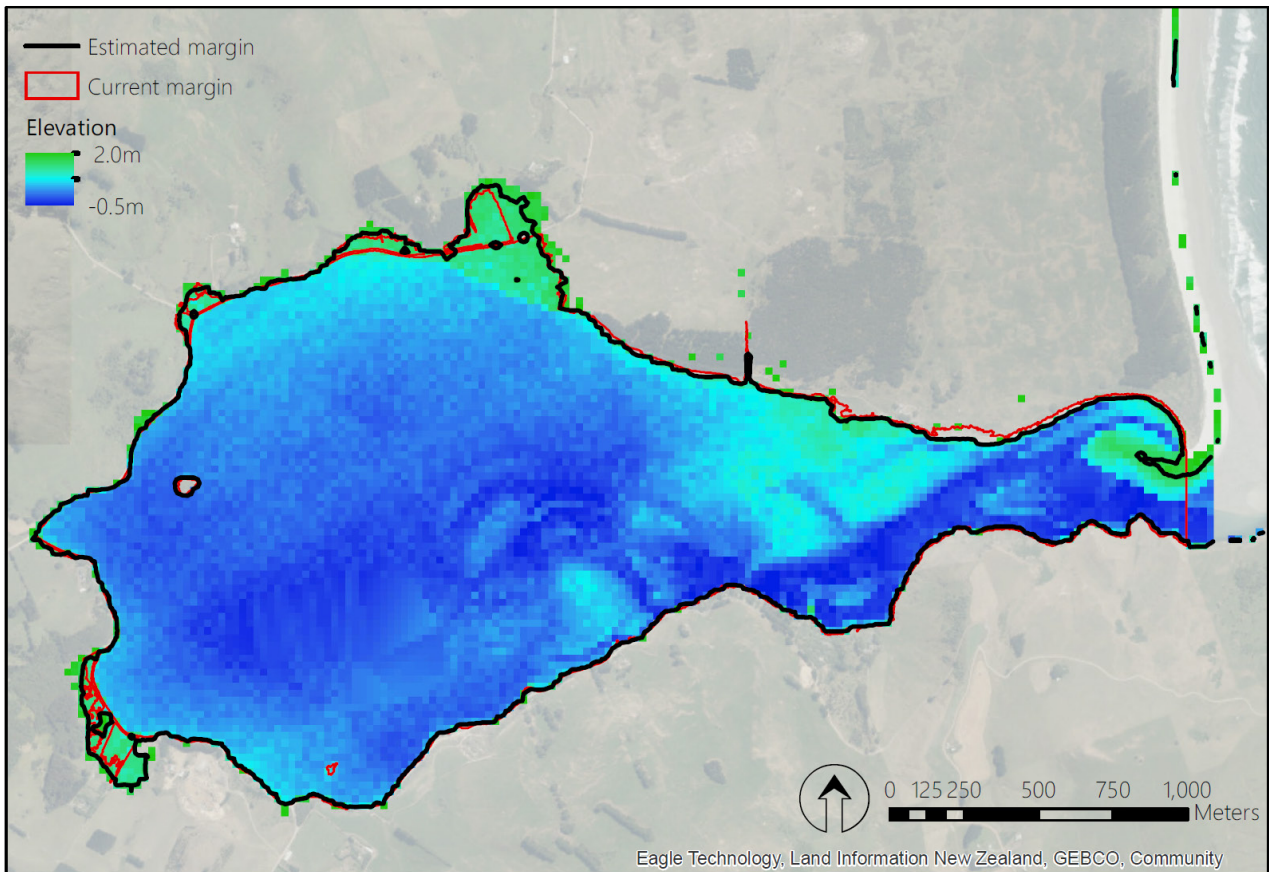 Estimated margin
Current margin
Elevation
2.0m
-0.5m
0 125 250 500 750 1,000
Meters
Eagle Technology, Land Information New Zealand, GEBCO, Community